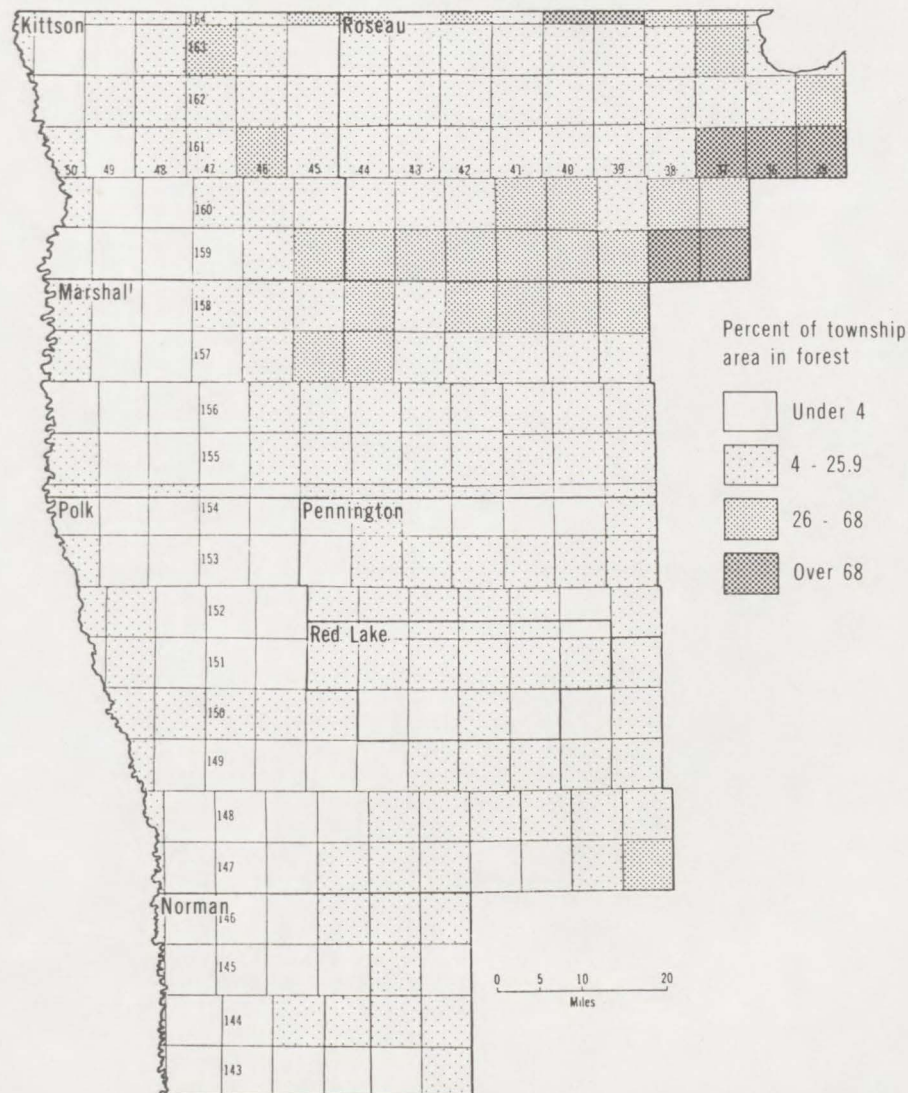 Kittson
164
Roseau
163
162
161
50 49 48 47 46 45 44 43 42 41 40 39 38 37 36 35
160
159
Marshal'
158
157
156
155
Polk
154
Pennington
153
152
Red Lake
151
150
149
148
147
Norman
146
145
144
143
Percent of township
area in forest
Under 4
4 - 25.9
26 - 68
Over 68
0 5 10 20
Miles